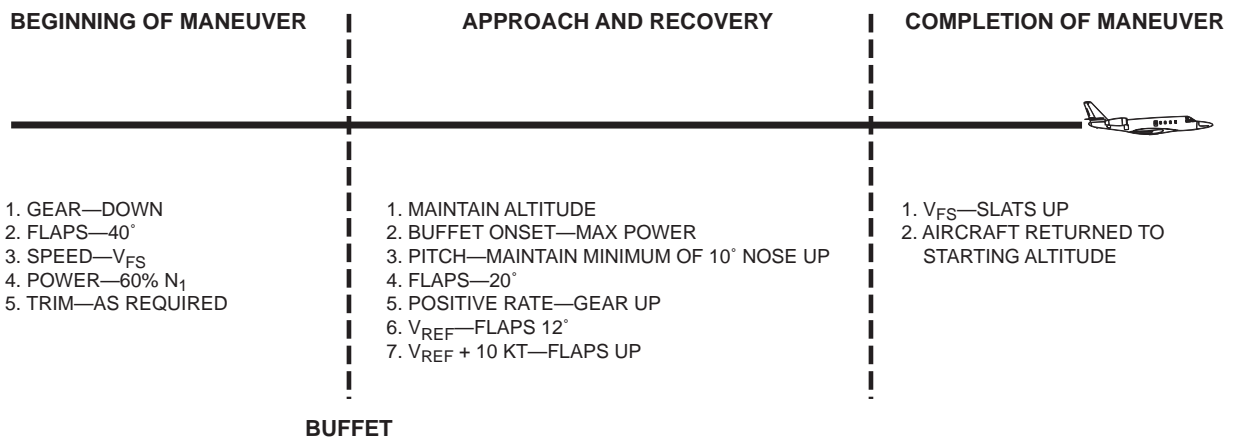 BEGINNING OF MANEUVER
APPROACH AND RECOVERY
COMPLETION OF MANEUVER
1. GEAR—DOWN
2. FLAPS—40˚
3. SPEED—VFS
4. POWER—60% N1
5. TRIM—AS REQUIRED
1. MAINTAIN ALTITUDE
2. BUFFET ONSET—MAX POWER
3. PITCH—MAINTAIN MINIMUM OF 10˚ NOSE UP
4. FLAPS—20˚
5. POSITIVE RATE—GEAR UP
6. VREF—FLAPS 12˚
7. VREF + 10 KT—FLAPS UP
1. VFS—SLATS UP
2. AIRCRAFT RETURNED TO
STARTING ALTITUDE
BUFFET